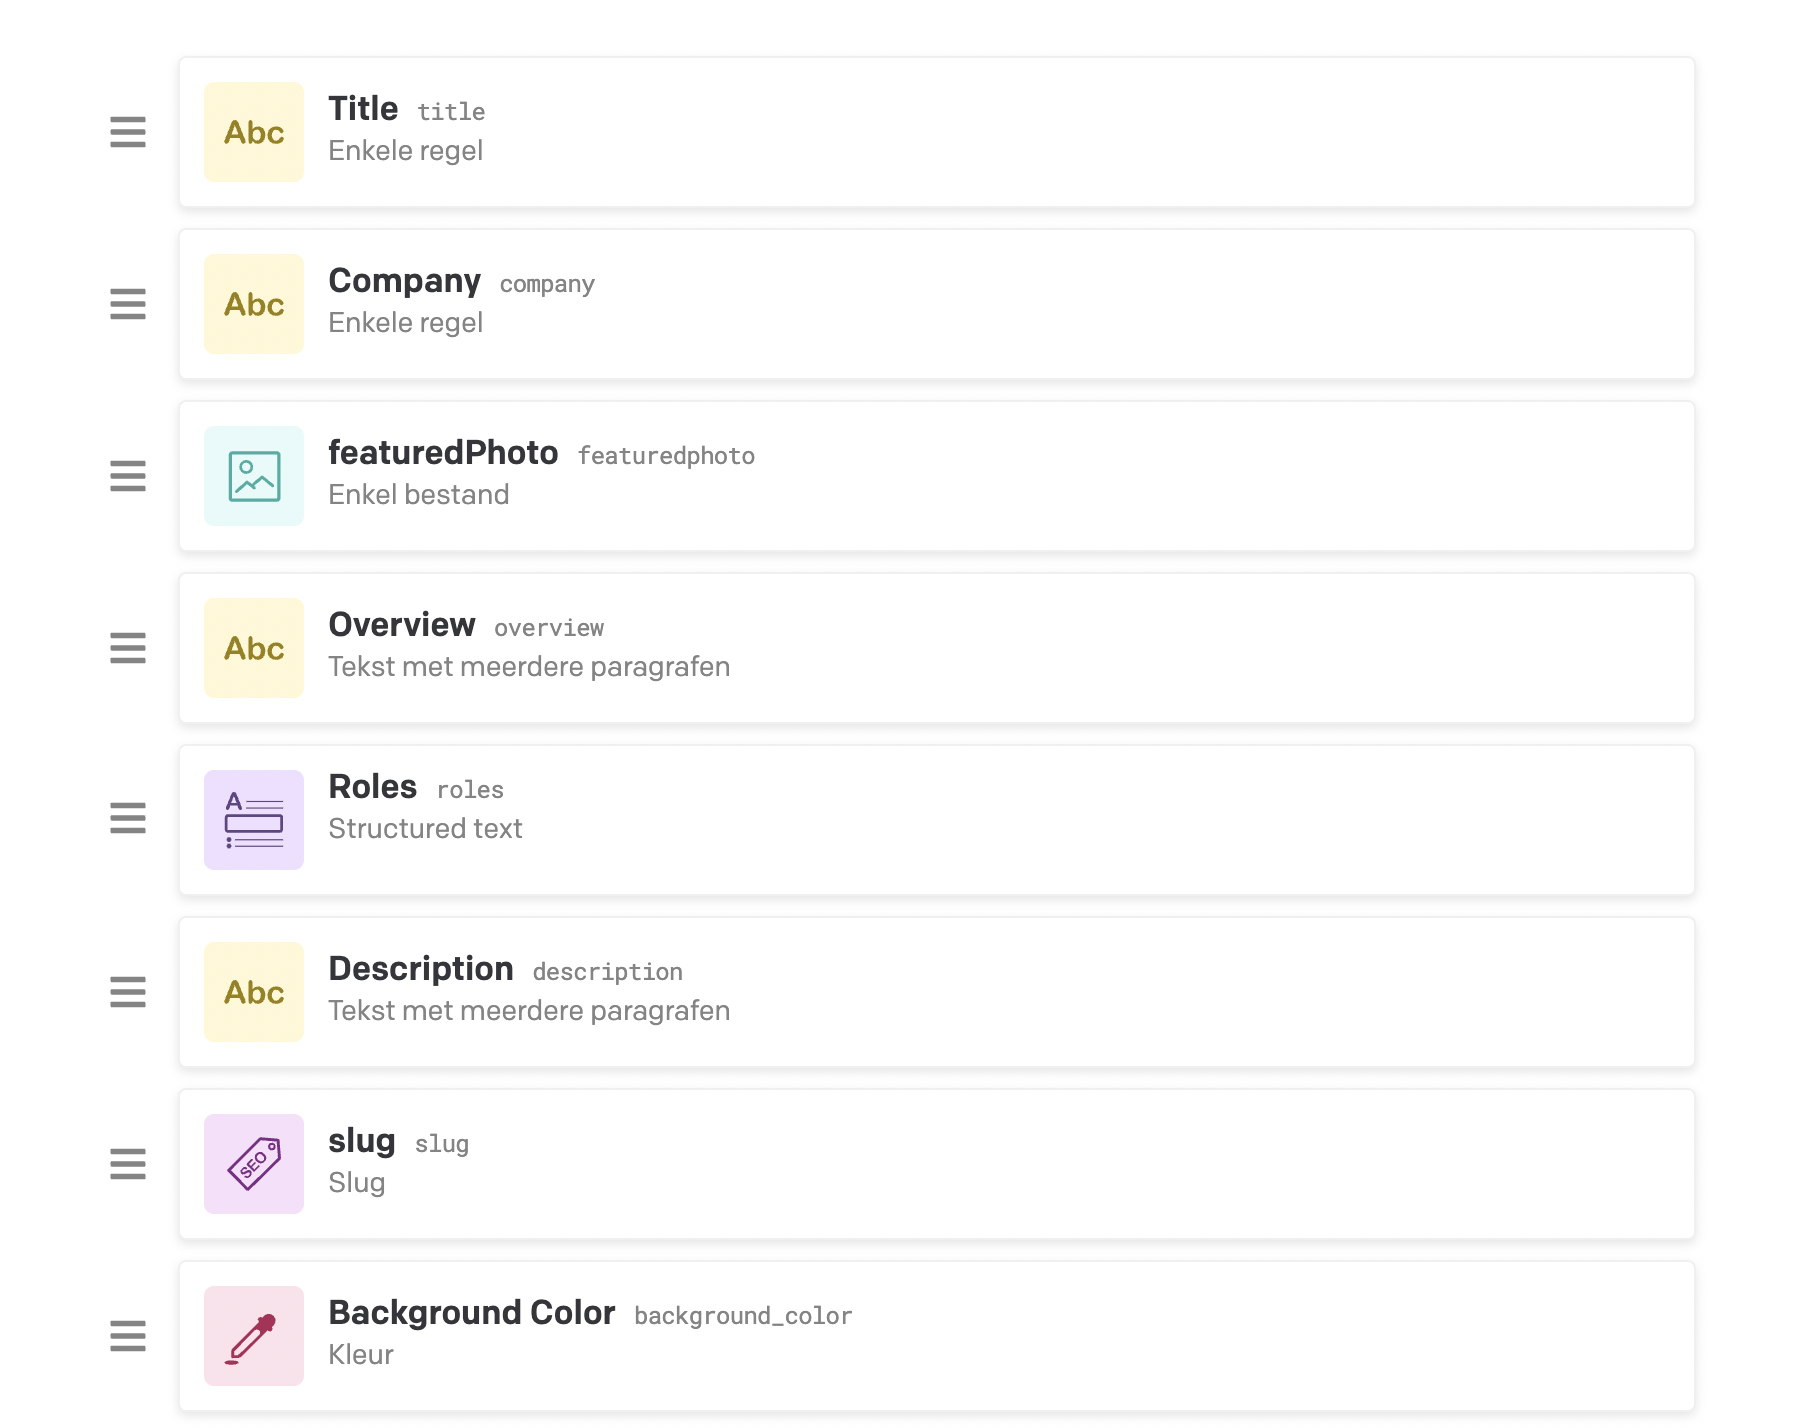 Abc
Title title
Enkele regel
Abc
Company company
Enkele regel
featuredPhoto featuredphoto
Enkel bestand
Abc
Overview overview
Tekst met meerdere paragrafen
A
Roles roles
Structured text
Abc
Description description
Tekst met meerdere paragrafen
SEO
slug slug
Slug
Background Color background_color
Kleur